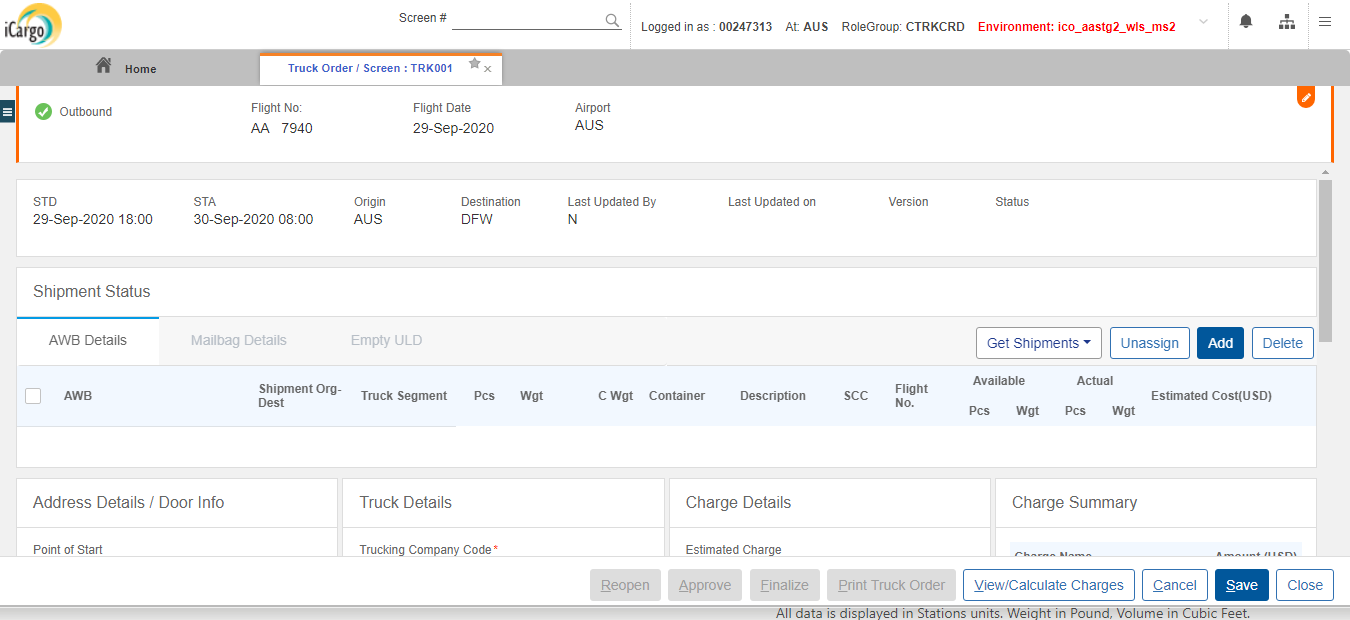 iCargo
Screen #
Logged in as : 00247313 At: AUS RoleGroup: CTRKCRD Environment: ico_aastg2_wls_ms2
Home
Truck Order / Screen : TRK001
Outbound
Flight No: Flight Date Airport
AA 7940 29-Sep-2020 AUS
STD STA Origin Destination Last Updated By Last Updated on Version Status
29-Sep-2020 18:00 30-Sep-2020 08:00 AUS DFW N
Shipment Status
AWB Details Mailbag Details Empty ULD Get Shipments Unassign Add Delete
AWB Shipment Org-Dest Truck Segment Pcs Wgt C Wgt Container Description SCC Flight No. Available Actual Estimated Cost(USD)
Pcs Wgt Pcs Wgt
Address Details / Door Info Truck Details Charge Details Charge Summary
Point of Start Trucking Company Code* Estimated Charge Charge Name Amount (USD)
Reopen Approve Finalize Print Truck Order View/Calculate Charges Cancel Save Close
All data is displayed in Stations units. Weight in Pound, Volume in Cubic Feet.